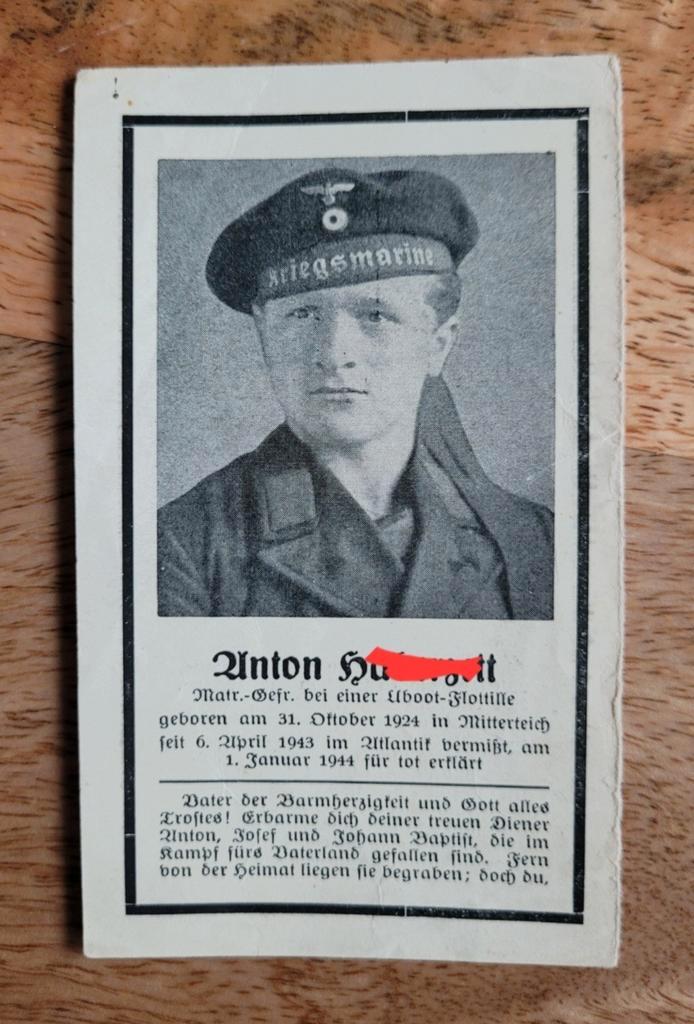 Kriegsmarine
Anton
Matr.-Gefr. bei einer Uboot-Flottille
geboren am 31. Oktober 1924 in Mitterteich
seit 6. April 1943 im Atlantik vermißt, am
1. Januar 1944 für tot erklärt
Vater der Barmherzigkeit und Gott alles
Trostes! Erbarme dich deiner treuen Diener
Anton, Josef und Johann Baptist, die im
Kampf fürs Vaterland gefallen sind. Fern
von der Heimat liegen sie begraben; doch du,